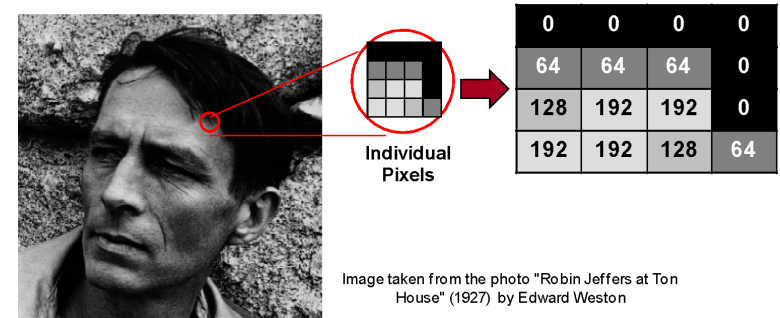 0 0 0 0
64 64 64 0
128 192 192 0
192 192 128 64
Individual
Pixels
Image taken from the photo "Robin Jeffers at Ton
House" (1927) by Edward Weston